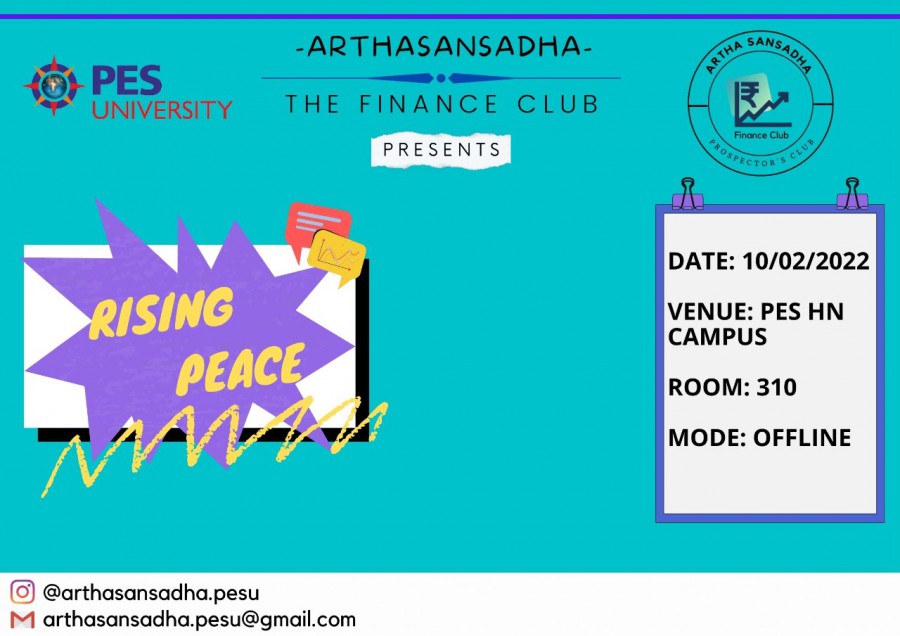 -ARTHASANSADHA-
THE FINANCE CLUB
PRESENTS
PES
UNIVERSITY
ARTHA SANSADHA
₹
Finance Club
PROSPECTOR'S CLUB
RISING
PEACE
DATE: 10/02/2022
VENUE: PES HN
CAMPUS
ROOM: 310
MODE: OFFLINE
@arthasansadha.pesu
arthasansadha.pesu@gmail.com